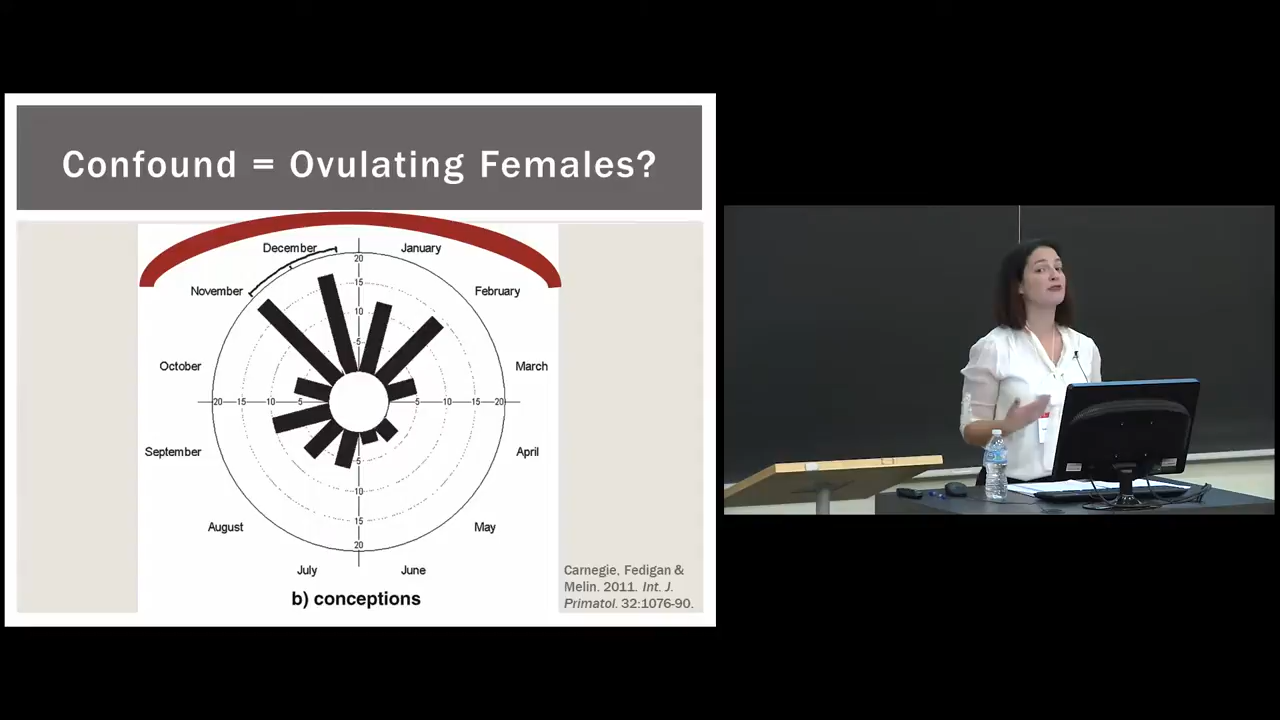 Confound = Ovulating Females?
December
January
November
February
October
March
September
April
August
May
July
June
20
15
10
5
20 15 10 5
5 10 15 20
5
10
15
20
b) conceptions
Carnegie, Fedigan &
Melin. 2011. Int. J.
Primatol. 32:1076-90.